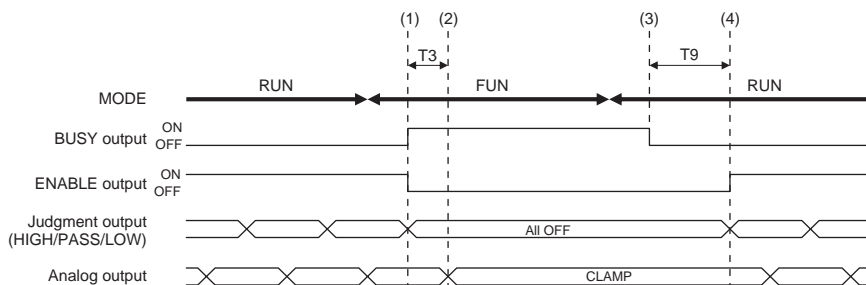 (1) (2) (3) (4)
T3 T9
MODE RUN FUN RUN
BUSY output ON
OFF
ENABLE output ON
OFF
Judgment output
(HIGH/PASS/LOW) All OFF
Analog output CLAMP